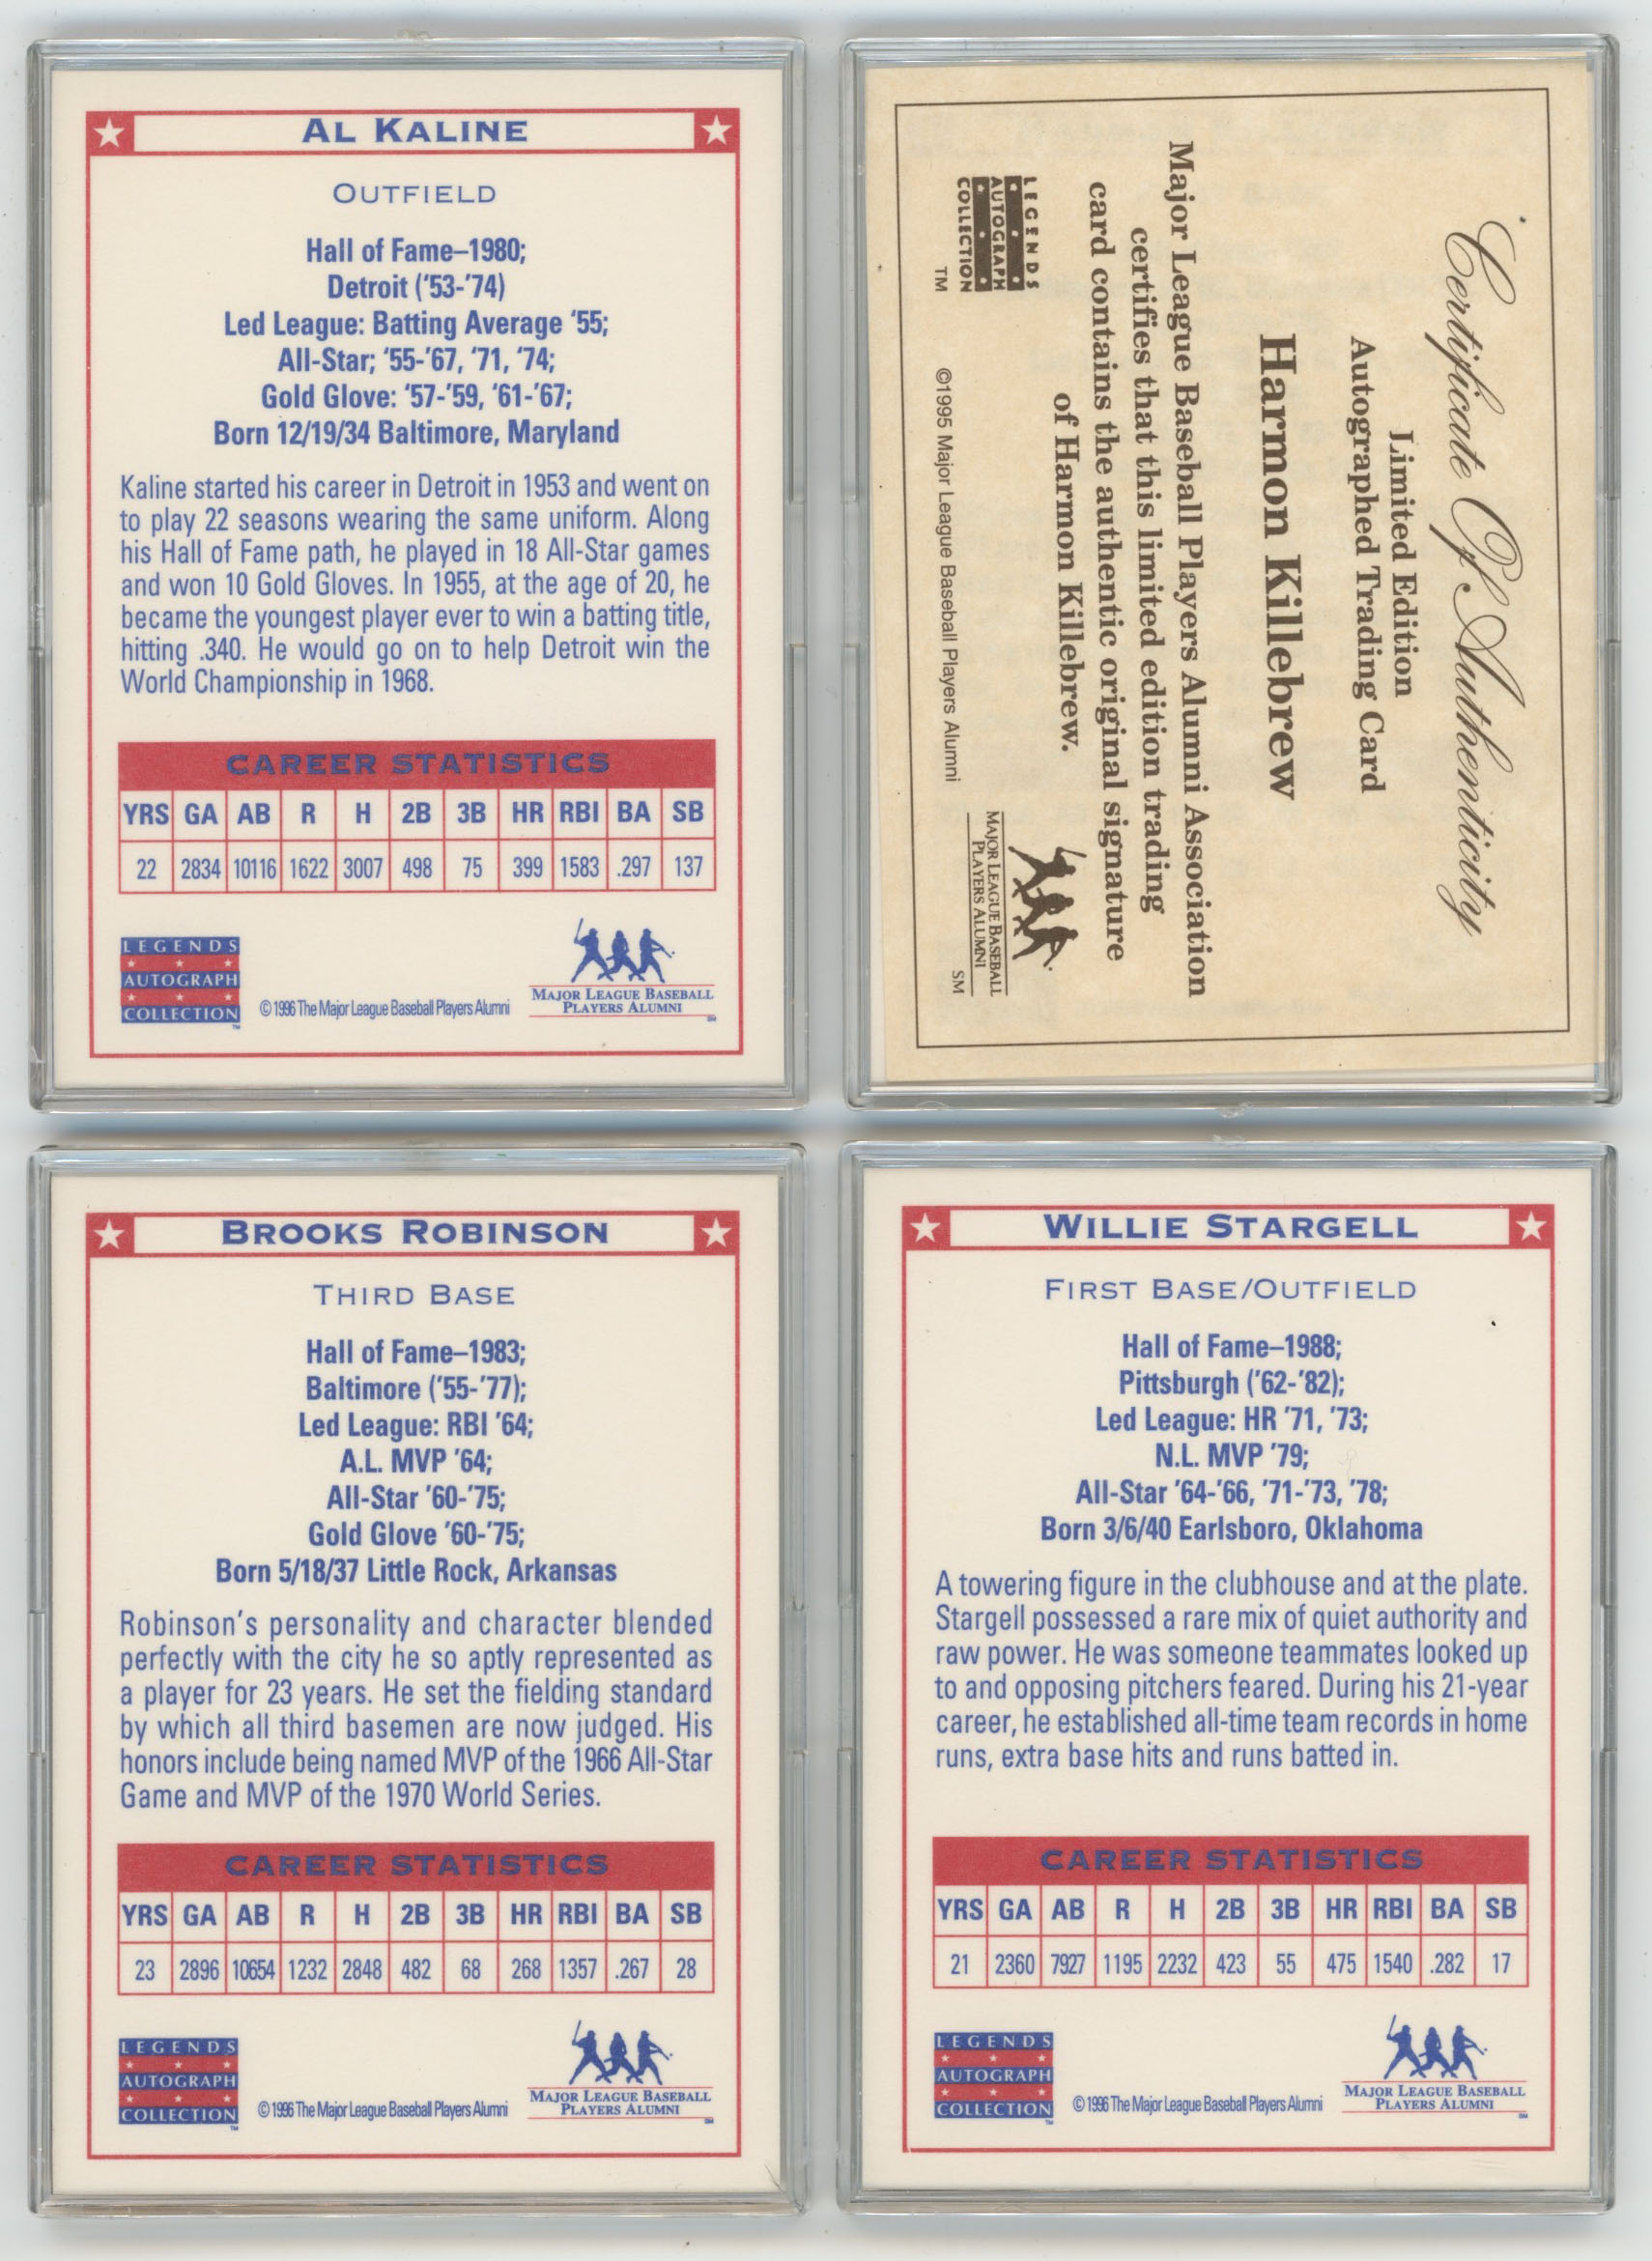 AL KALINE
OUTFIELD
Hall of Fame–1980;
Detroit ('53-'74)
Led League: Batting Average '55;
All-Star; '55-'67, '71, '74;
Gold Glove: '57-'59, '61-'67;
Born 12/19/34 Baltimore, Maryland
Kaline started his career in Detroit in 1953 and went on
to play 22 seasons wearing the same uniform. Along
his Hall of Fame path, he played in 18 All-Star games
and won 10 Gold Gloves. In 1955, at the age of 20, he
became the youngest player ever to win a batting title,
hitting .340. He would go on to help Detroit win the
World Championship in 1968.
CAREER STATISTICS
YRS GA AB R H 2B 3B HR RBI BA SB
22 2834 10116 1622 3007 498 75 399 1583 .297 137
LEGENDS
AUTOGRAPH
COLLECTION
TM
©1996 The Major League Baseball Players Alumni
MAJOR LEAGUE BASEBALL
PLAYERS ALUMNI
SM
Certificate Of Authenticity
Limited Edition
Autographed Trading Card
Harmon Killebrew
Major League Baseball Players Alumni Association
certifies that this limited edition trading
card contains the authentic original signature
of Harmon Killebrew.
LEGENDS
AUTOGRAPH
COLLECTION
TM
©1995 Major League Baseball Players Alumni
MAJOR LEAGUE BASEBALL
PLAYERS ALUMNI
SM
BROOKS ROBINSON
THIRD BASE
Hall of Fame–1983;
Baltimore ('55-'77);
Led League: RBI '64;
A.L. MVP '64;
All-Star '60-'75;
Gold Glove '60-'75;
Born 5/18/37 Little Rock, Arkansas
Robinson's personality and character blended
perfectly with the city he so aptly represented as
a player for 23 years. He set the fielding standard
by which all third basemen are now judged. His
honors include being named MVP of the 1966 All-Star
Game and MVP of the 1970 World Series.
CAREER STATISTICS
YRS GA AB R H 2B 3B HR RBI BA SB
23 2896 10654 1232 2848 482 68 268 1357 .267 28
LEGENDS
AUTOGRAPH
COLLECTION
TM
©1996 The Major League Baseball Players Alumni
MAJOR LEAGUE BASEBALL
PLAYERS ALUMNI
SM
WILLIE STARGELL
FIRST BASE/OUTFIELD
Hall of Fame–1988;
Pittsburgh ('62-'82);
Led League: HR '71, '73;
N.L. MVP '79;
All-Star '64-'66, '71-'73, '78;
Born 3/6/40 Earlsboro, Oklahoma
A towering figure in the clubhouse and at the plate.
Stargell possessed a rare mix of quiet authority and
raw power. He was someone teammates looked up
to and opposing pitchers feared. During his 21-year
career, he established all-time team records in home
runs, extra base hits and runs batted in.
CAREER STATISTICS
YRS GA AB R H 2B 3B HR RBI BA SB
21 2360 7927 1195 2232 423 55 475 1540 .282 17
LEGENDS
AUTOGRAPH
COLLECTION
TM
©1996 The Major League Baseball Players Alumni
MAJOR LEAGUE BASEBALL
PLAYERS ALUMNI
SM